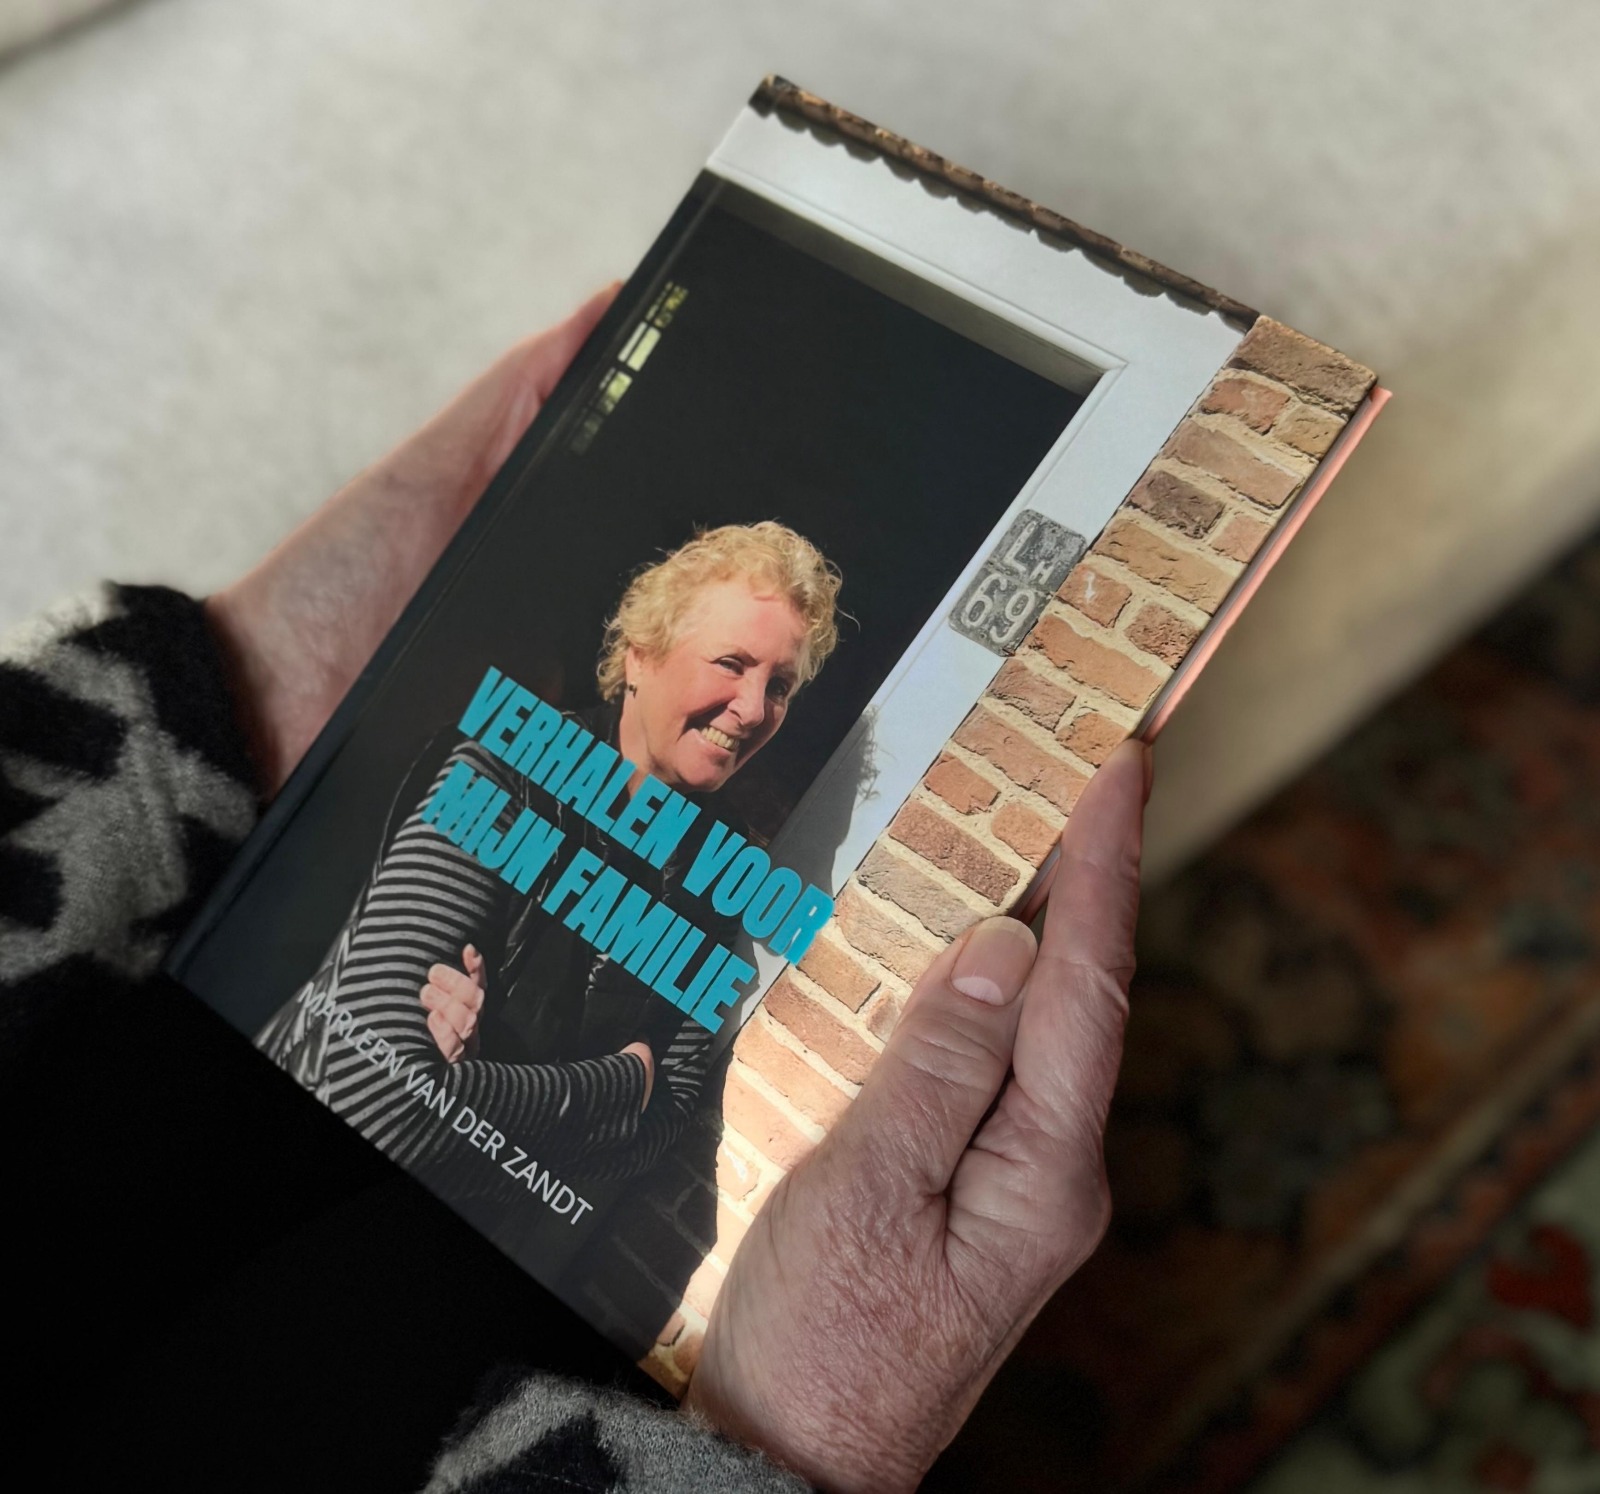 LH
69
VERHALEN VOOR
MIJN FAMILIE
MARLEEN VAN DER ZANDT